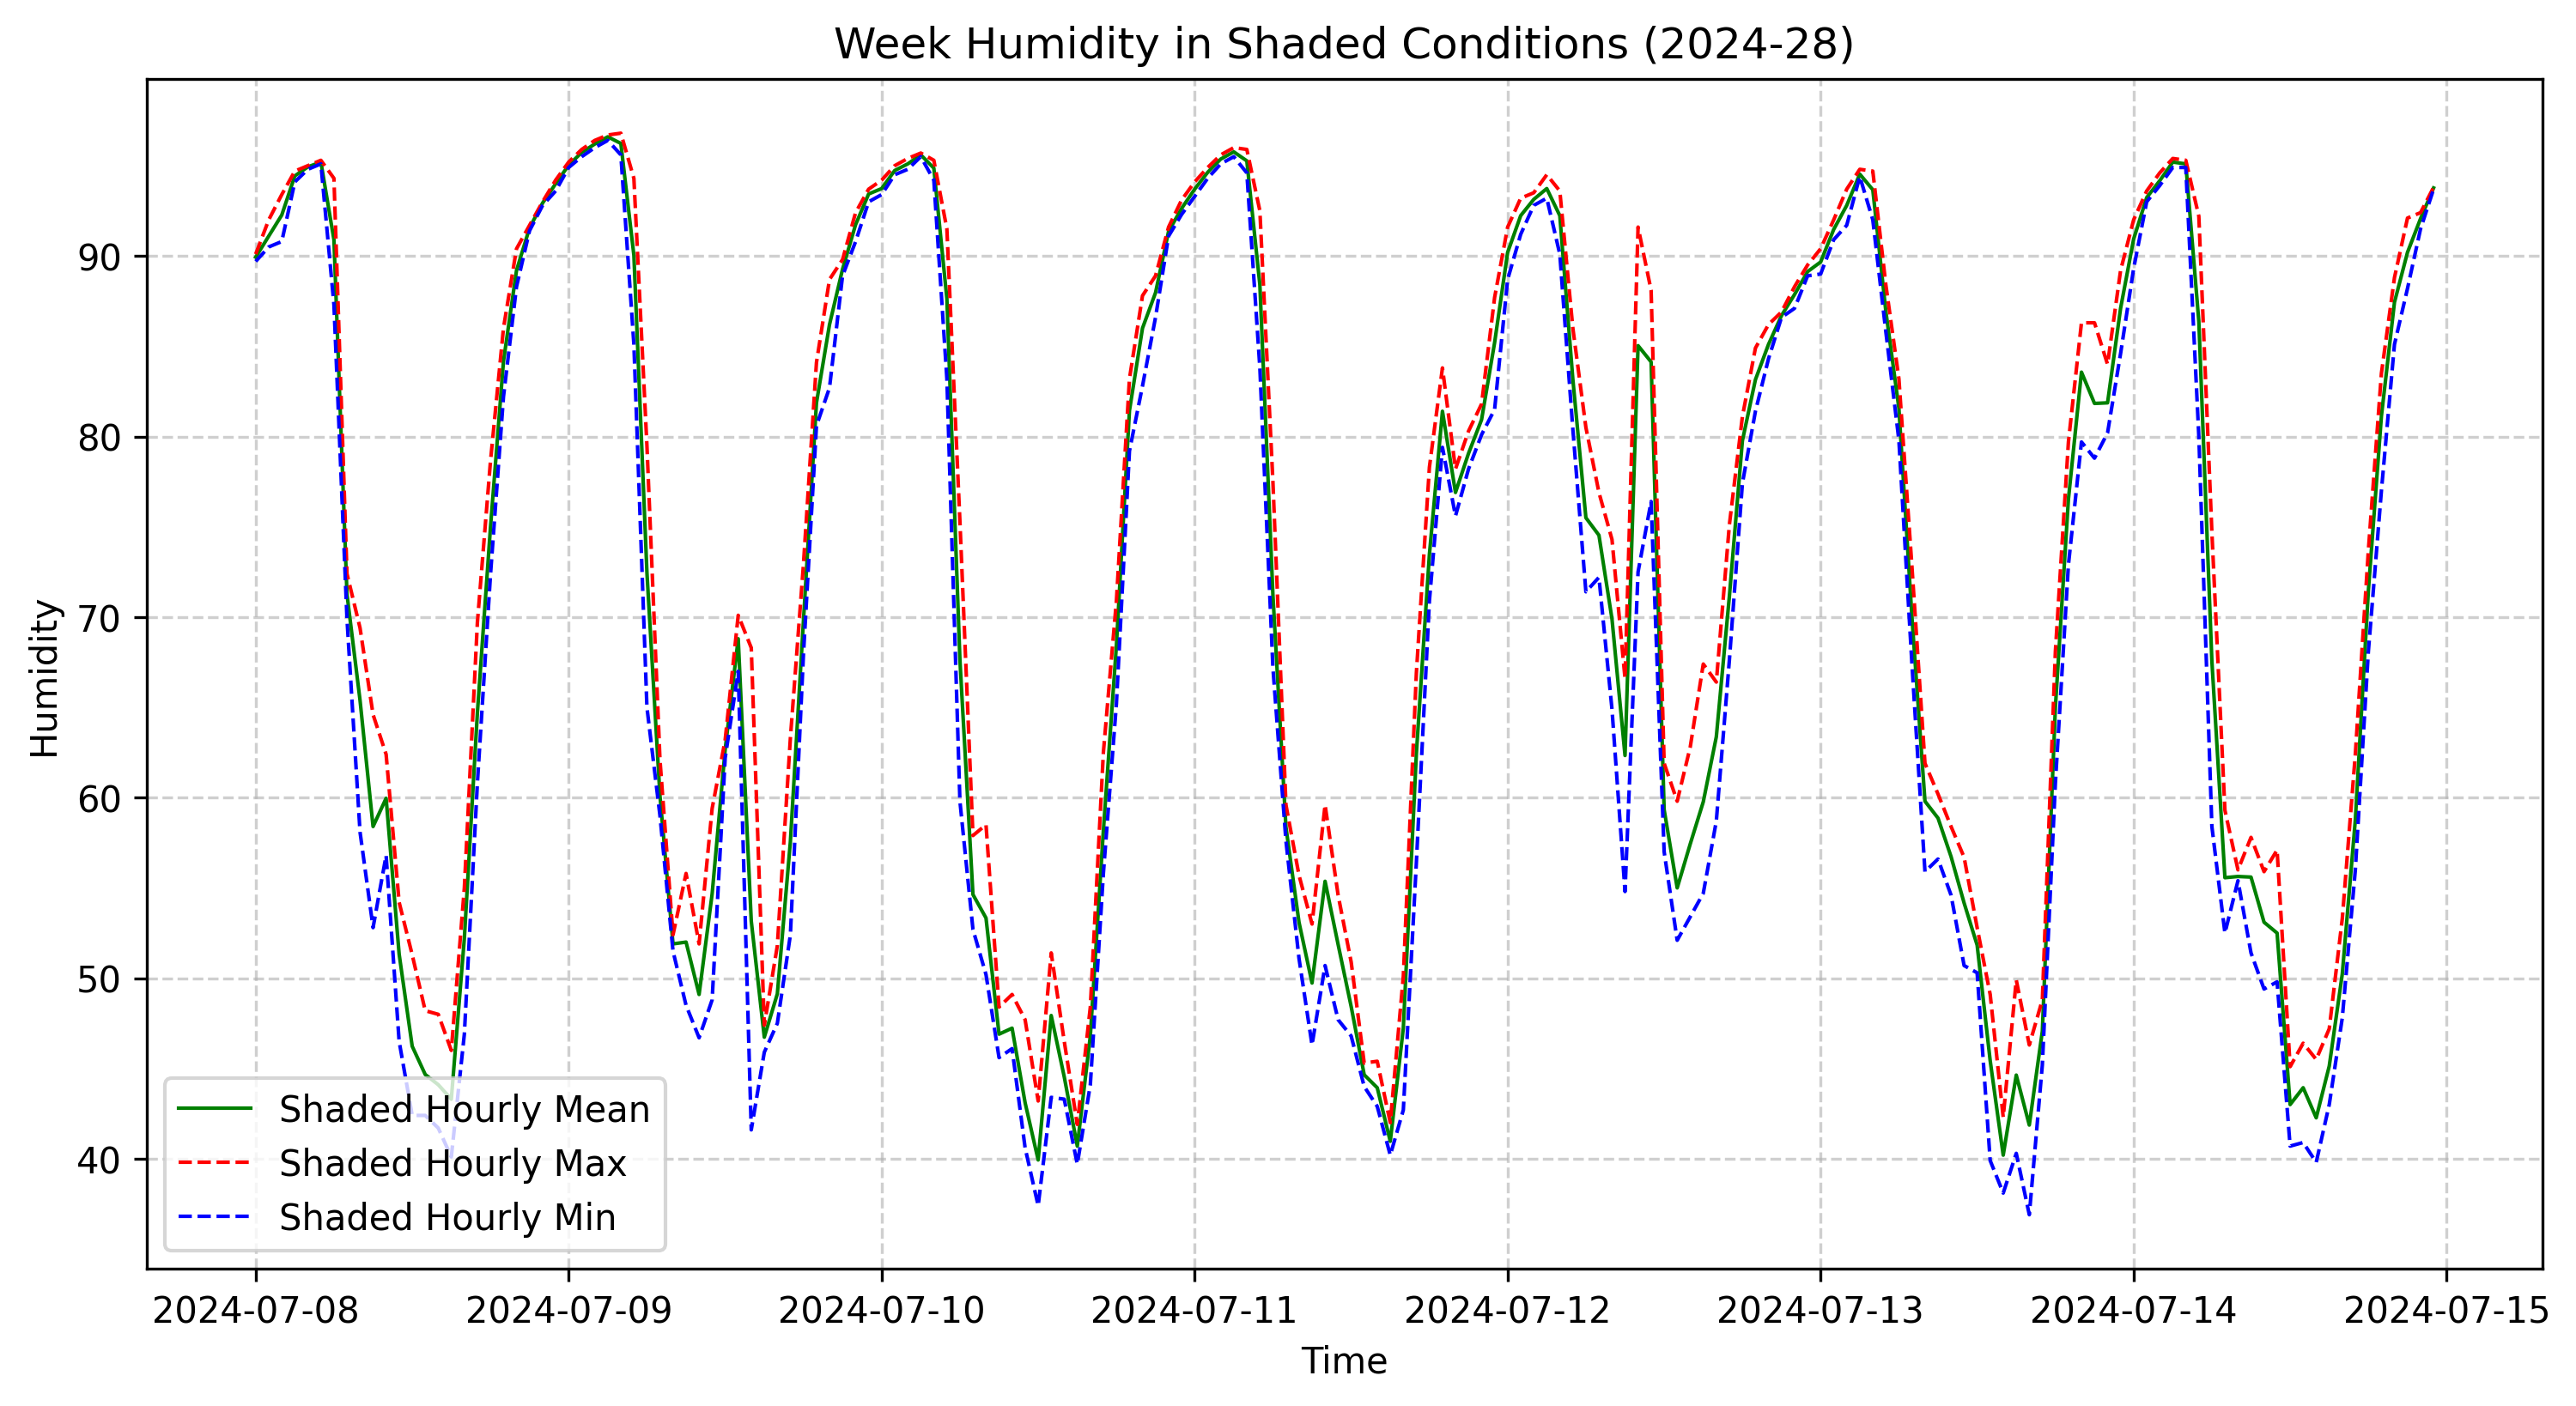 Week Humidity in Shaded Conditions (2024-28)
90
80
70
60
50
40
Humidity
Shaded Hourly Mean
Shaded Hourly Max
Shaded Hourly Min
2024-07-08 2024-07-09 2024-07-10 2024-07-11 2024-07-12 2024-07-13 2024-07-14 2024-07-15
Time